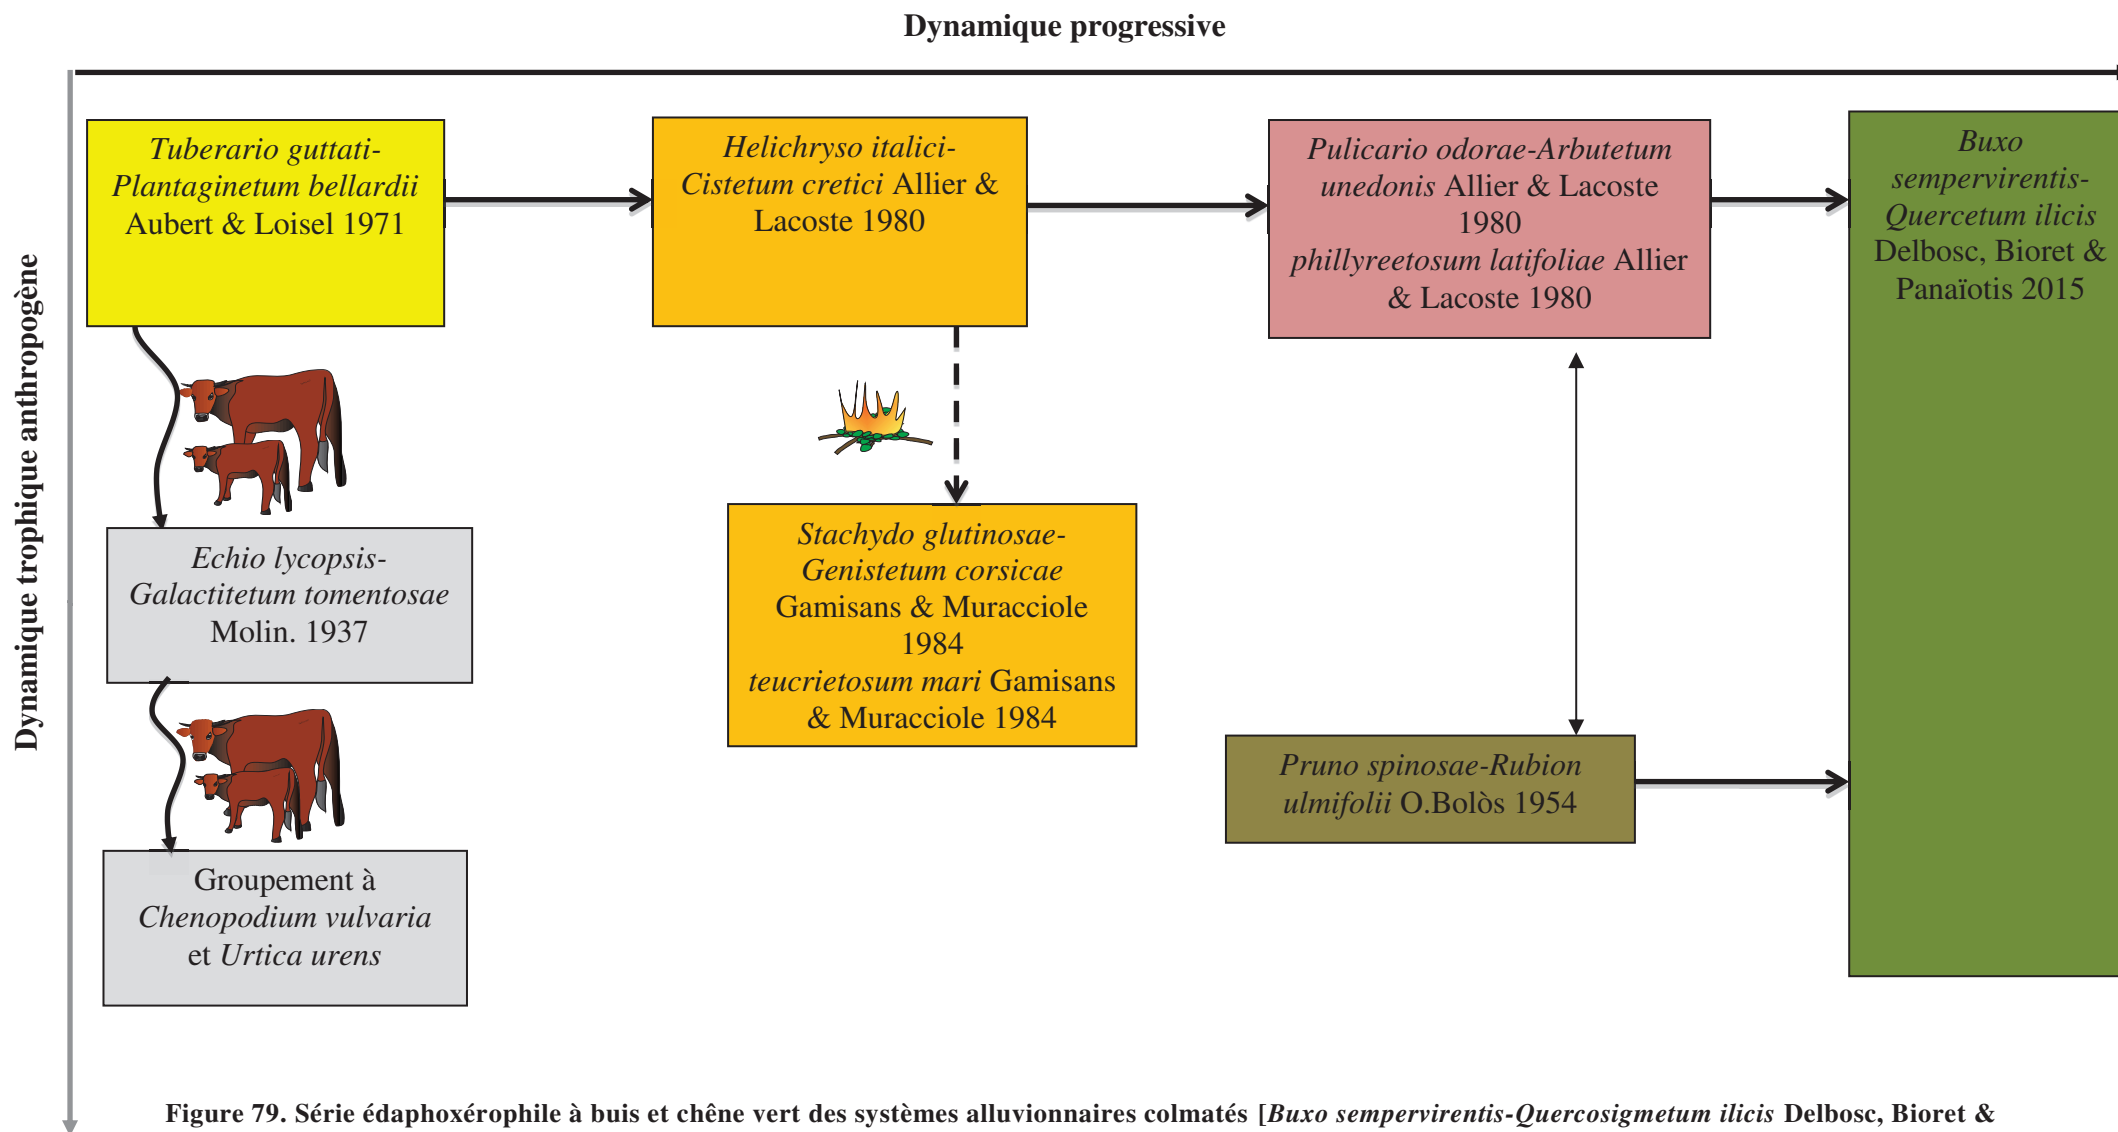 Dynamique progressive
Dynamique trophique anthropogène
Tuberario guttati-
Plantaginetum bellardii
Aubert & Loisel 1971
Helichryso italici-
Cistetum cretici Allier &
Lacoste 1980
Pulicario odorae-Arbutetum
unedonis Allier & Lacoste
1980
phillyreetosum latifoliae Allier
& Lacoste 1980
Buxo
sempervirentis-
Quercetum ilicis
Delbosc, Bioret &
Panaïotis 2015
Echio lycopsis-
Galactitetum tomentosae
Molin. 1937
Stachydo glutinosae-
Genistetum corsicae
Gamisans & Muracciole
1984
teucrietosum mari Gamisans
& Muracciole 1984
Pruno spinosae-Rubion
ulmifolii O.Bolòs 1954
Groupement à
Chenopodium vulvaria
et Urtica urens
Figure 79. Série édaphoxérophile à buis et chêne vert des systèmes alluvionnaires colmatés [Buxo sempervirentis-Quercosigmetum ilicis Delbosc, Bioret &